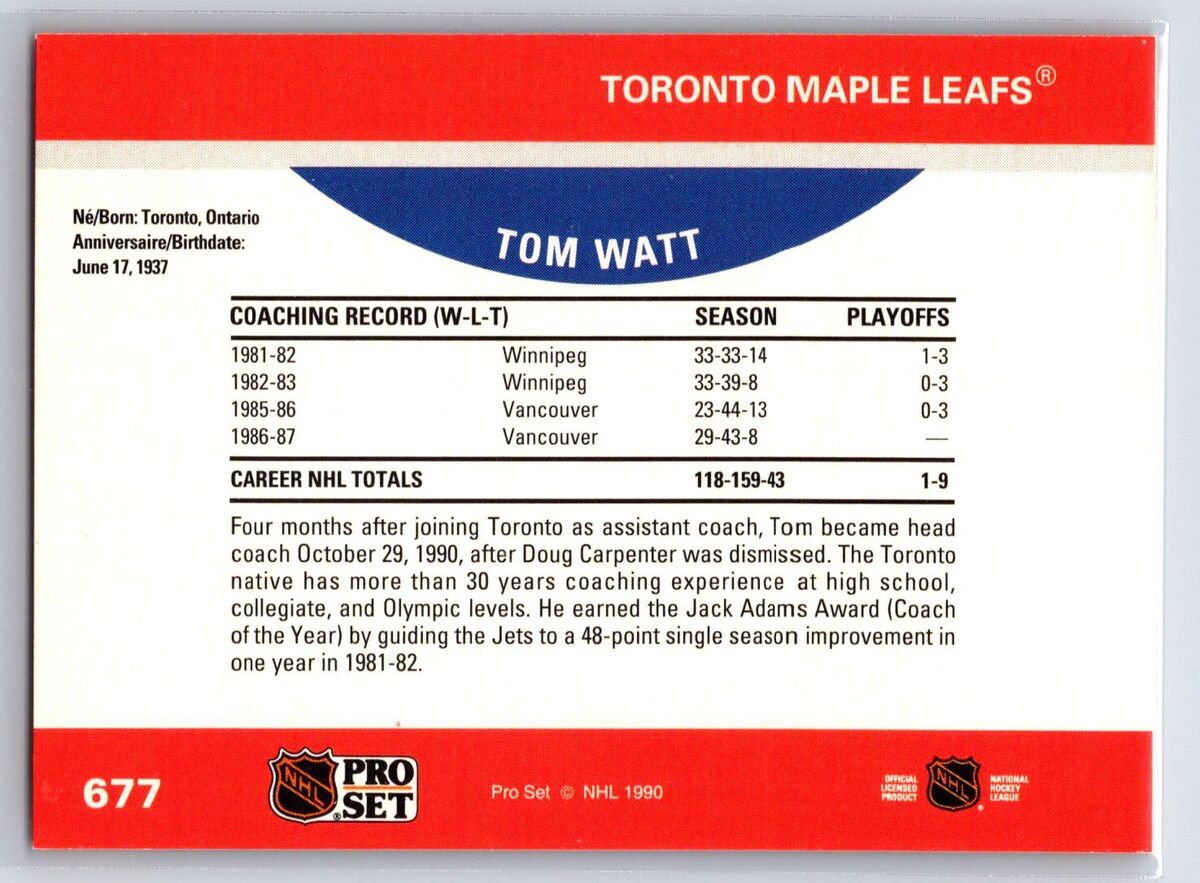 TORONTO MAPLE LEAFS®
Né/Born: Toronto, Ontario
Anniversaire/Birthdate:
June 17, 1937
TOM WATT
COACHING RECORD (W-L-T) SEASON PLAYOFFS
1981-82 Winnipeg 33-33-14 1-3
1982-83 Winnipeg 33-39-8 0-3
1985-86 Vancouver 23-44-13 0-3
1986-87 Vancouver 29-43-8 —
CAREER NHL TOTALS 118-159-43 1-9
Four months after joining Toronto as assistant coach, Tom became head
coach October 29, 1990, after Doug Carpenter was dismissed. The Toronto
native has more than 30 years coaching experience at high school,
collegiate, and Olympic levels. He earned the Jack Adams Award (Coach
of the Year) by guiding the Jets to a 48-point single season improvement in
one year in 1981-82.
677
NHL
PRO
SET®
Pro Set © NHL 1990
OFFICIAL
LICENSED
PRODUCT
NHL®
NATIONAL
HOCKEY
LEAGUE